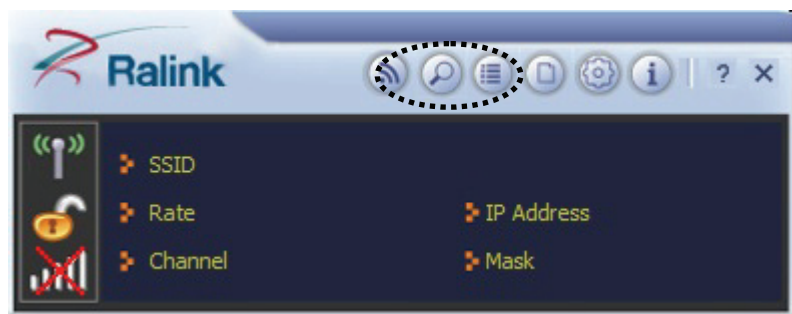 Ralink
i ? ×
SSID
Rate IP Address
Channel Mask